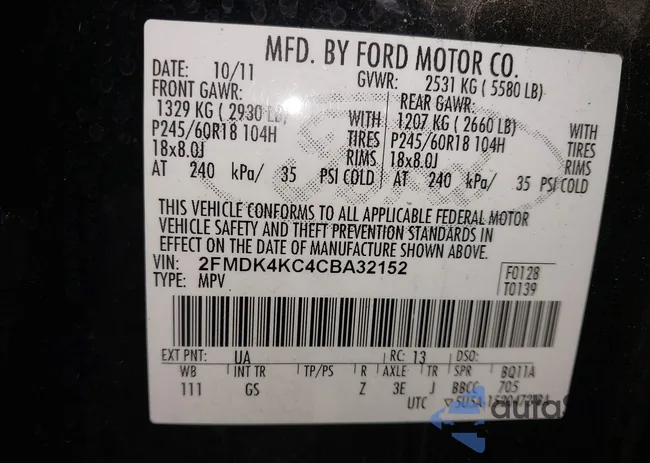 MFD. BY FORD MOTOR CO.
DATE: 10/11 GVWR: 2531 KG ( 5580 LB)
FRONT GAWR: REAR GAWR:
1329 KG ( 2930 LB) WITH 1207 KG ( 2660 LB) WITH
P245/60R18 104H TIRES P245/60R18 104H TIRES
18x8.0J RIMS 18x8.0J RIMS
AT 240 kPa/ 35 PSI COLD AT 240 kPa/ 35 PSI COLD
THIS VEHICLE CONFORMS TO ALL APPLICABLE FEDERAL MOTOR
VEHICLE SAFETY AND THEFT PREVENTION STANDARDS IN
EFFECT ON THE DATE OF MANUFACTURE SHOWN ABOVE.
VIN: 2FMDK4KC4CBA32152 F0128
TYPE: MPV T0139
EXT PNT: UA RC: 13 DSO:
WB INT TR TP/PS R AXLE TR SPR BQ11A
111 GS Z 3E J BBCC 705
UTC